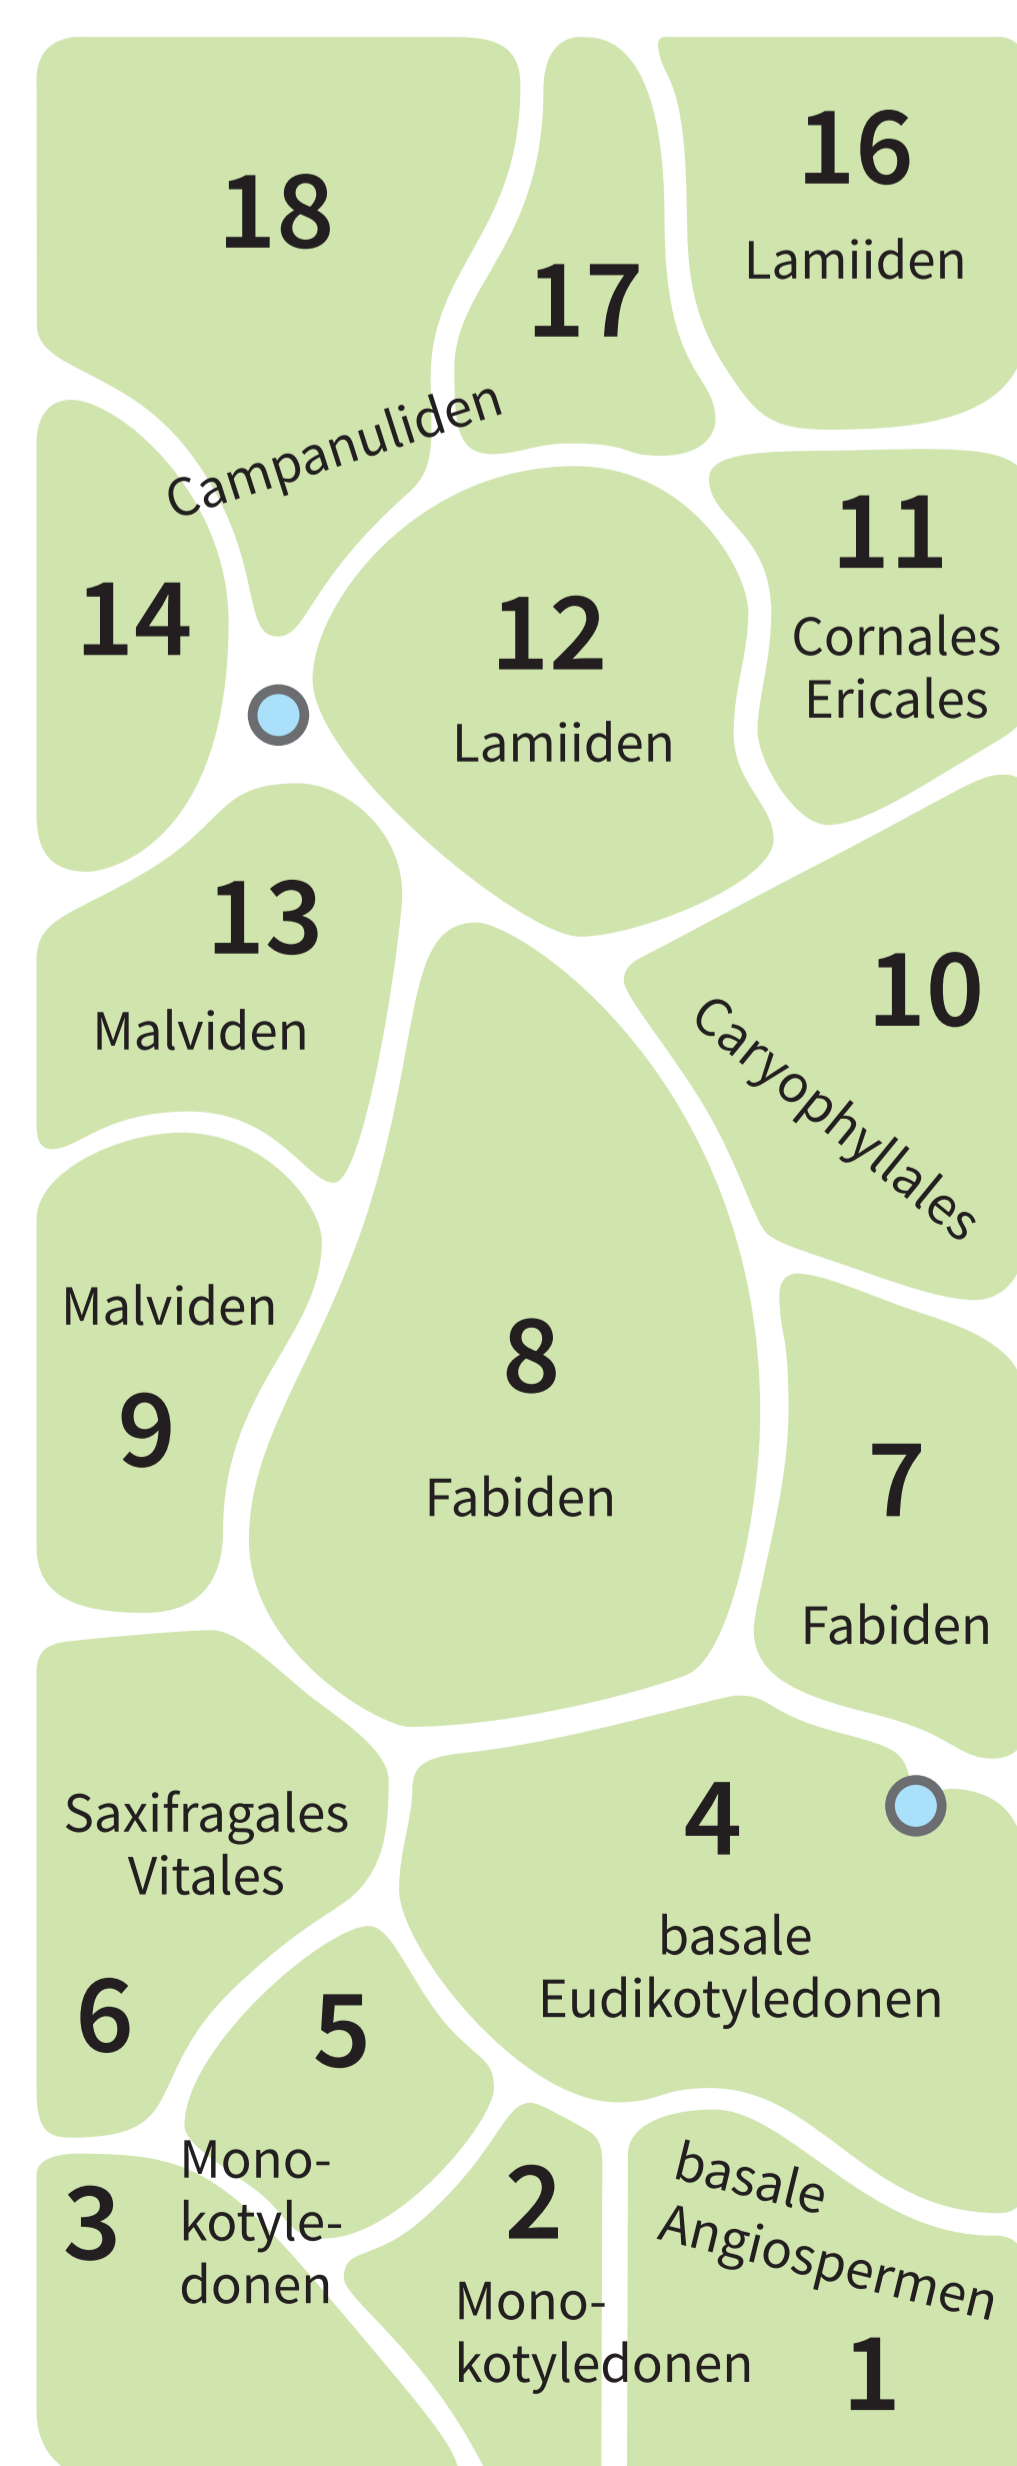 16
Lamiiden
18
17
Campanuliden
11
Cornales
Ericales
14
12
Lamiiden
13
Malviden
10
Caryophyllales
Malviden
9
8
Fabiden
7
Fabiden
Saxifragales
Vitales
6
4
basale
Eudikotyledonen
5
Mono-
kotyle-
donen
3
2
Mono-
kotyledonen
basale
Angiospermen
1